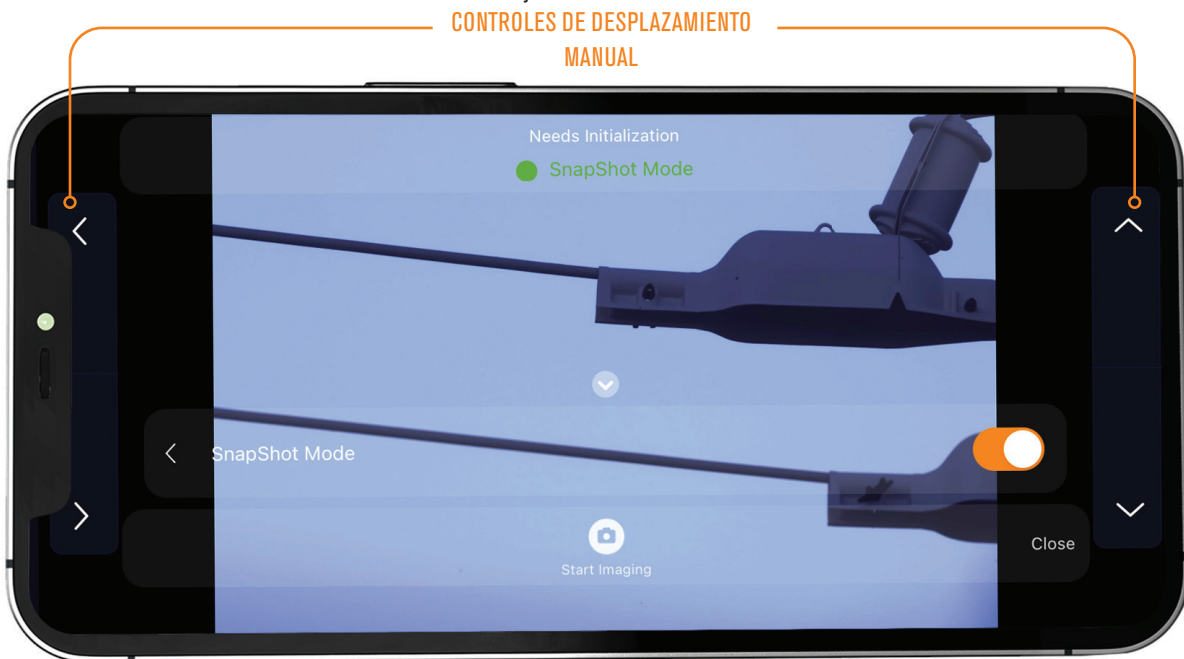 CONTROLES DE DESPLAZAMIENTO
MANUAL
Needs Initialization
SnapShot Mode
SnapShot Mode
Start Imaging
Close